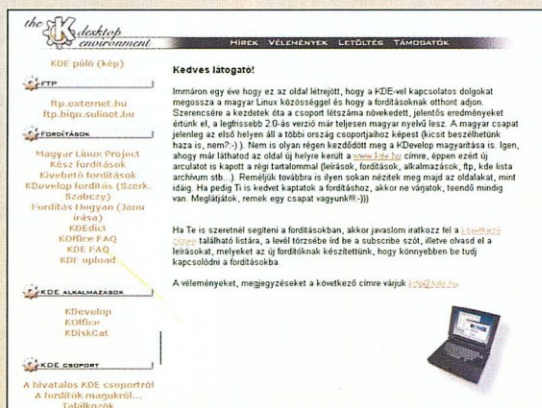 the K desktop
environment
HÍREK VÉLEMÉNYEK LETÖLTÉS TÁMOGATÓK
KDE póló (kép)
FTP
ftp.externet.hu
ftp.bign.sulinet.hu
FORDÍTÁSOK
Magyar Linux Project
Kész fordítások
Kivehető fordítások
KDevelop fordítás (Szerk.
Szabczy)
Fordítás Hogyan (Janu
írása)
KDEdict
KOffice FAQ
KDE FAQ
KDE upload
KDE ALKALMAZÁSOK
KDevelop
KOffice
KDiskCat
KDE CSOPORT
A hivatalos KDE csoportról
A fordítók magukról...
Találkozók
Kedves látogató!
Immáron egy éve hogy ez az oldal létrejött, hogy a KDE-vel kapcsolatos dolgokat
megossza a magyar Linux közösséggel és hogy a fordításoknak otthont adjon.
Szerencsére a kezdetek óta a csoport létszáma növekedett, jelentős eredményeket
értünk el, a legfrissebb 2.0-ás verzió már teljesen magyar nyelvű lesz. A magyar csapat
jelenleg az első helyen áll a többi ország csoportjaihoz képest (kicsit beszélhetünk
haza is, nem?:-) ). Nem is olyan régen kezdődött meg a KDevelop magyarítása is. Igen,
ahogy már láthatod az oldal új helyre került a www.kde.hu címre, éppen ezért új
arculatot is kapott a régi tartalommal (leírások, fordítások, alkalmazások, ftp, kde lista
archívum stb...). Reméljük továbbra is ilyen sokan nézitek meg majd az oldalakat, mint
idáig. Ha pedig Ti is kedvet kaptatok a fordításhoz, akkor ne várjatok, teendő mindig
van. Meglátjátok, remek egy csapat vagyunk!!!:-)))
Ha Te is szeretnél segíteni a fordításokban, akkor javaslom iratkozz fel a következő
található listára, a levél törzsébe írd be a subscribe szót, illetve olvasd el a
leírásokat, melyeket az új fordítóknak készítettünk, hogy könnyebben be tudj
kapcsolódni a fordításokba.
A véleményeket, megjegyzéseket a következő címre várjuk